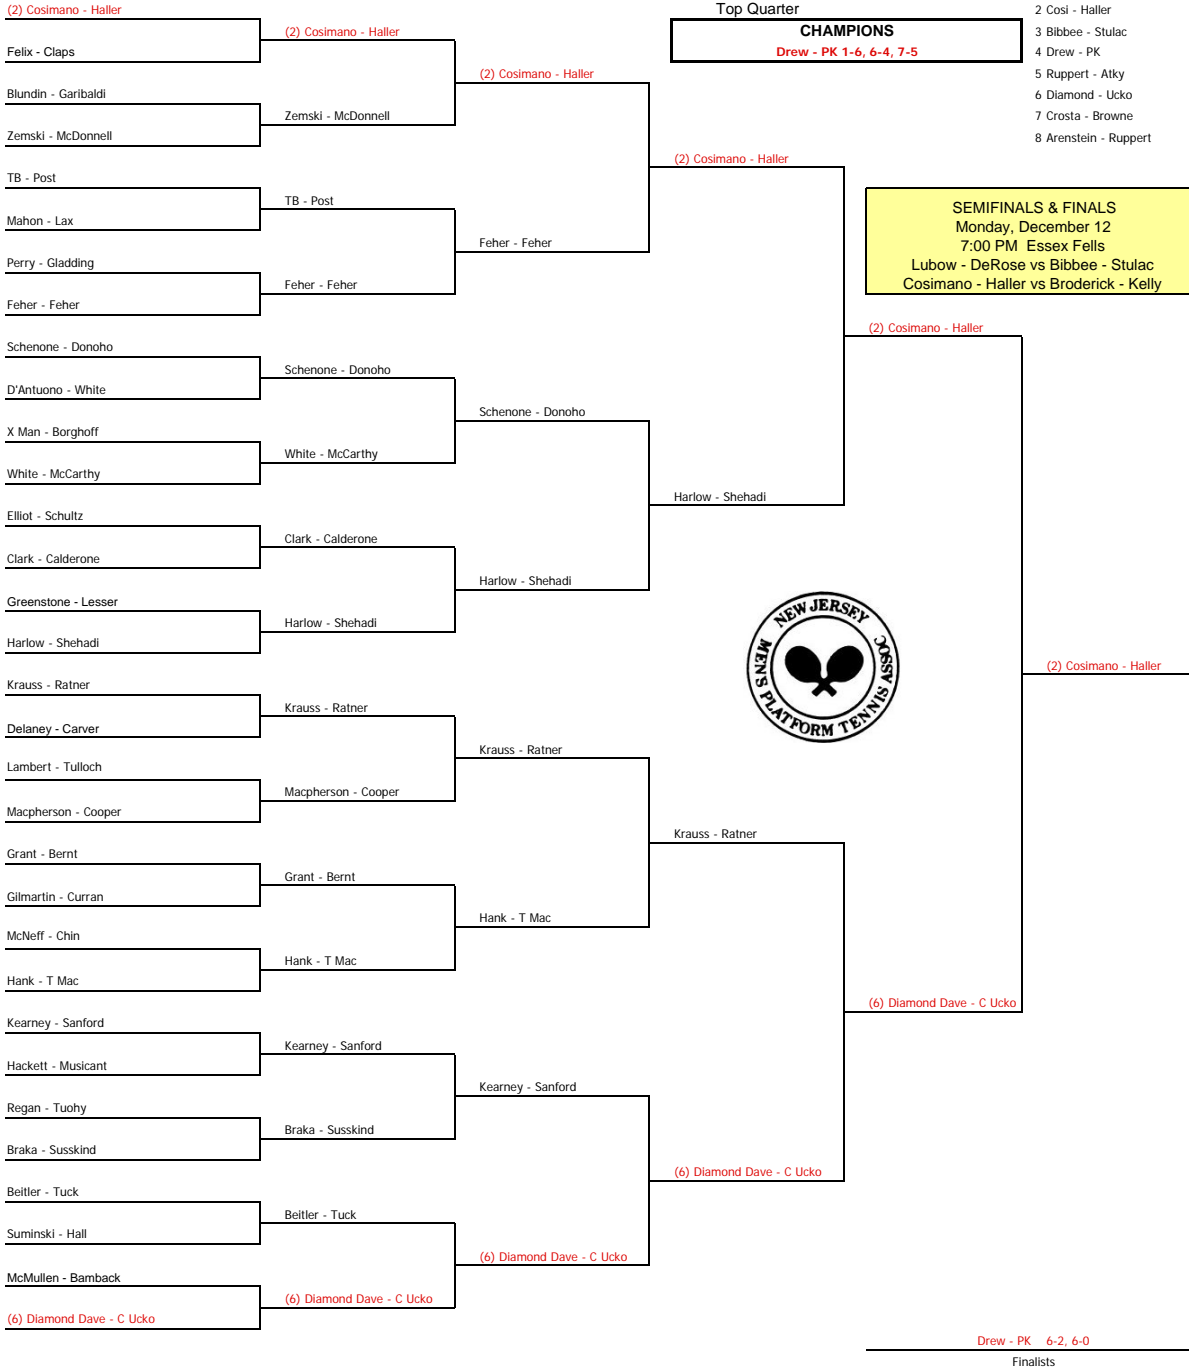 (2) Cosimano - Haller
Felix - Claps
Blundin - Garibaldi
Zemski - McDonnell
TB - Post
Mahon - Lax
Perry - Gladding
Feher - Feher
Schenone - Donoho
D'Antuono - White
X Man - Borghoff
White - McCarthy
Elliot - Schultz
Clark - Calderone
Greenstone - Lesser
Harlow - Shehadi
Krauss - Ratner
Delaney - Carver
Lambert - Tulloch
Macpherson - Cooper
Grant - Bernt
Gilmartin - Curran
McNeff - Chin
Hank - T Mac
Kearney - Sanford
Hackett - Musicant
Regan - Tuohy
Braka - Susskind
Beitler - Tuck
Suminski - Hall
McMullen - Bamback
(6) Diamond Dave - C Ucko
(2) Cosimano - Haller
Zemski - McDonnell
TB - Post
Feher - Feher
Schenone - Donoho
White - McCarthy
Clark - Calderone
Harlow - Shehadi
Krauss - Ratner
Macpherson - Cooper
Grant - Bernt
Hank - T Mac
Kearney - Sanford
Braka - Susskind
Beitler - Tuck
(6) Diamond Dave - C Ucko
(2) Cosimano - Haller
Feher - Feher
Schenone - Donoho
Harlow - Shehadi
Krauss - Ratner
Hank - T Mac
Kearney - Sanford
(6) Diamond Dave - C Ucko
Top Quarter
CHAMPIONS
Drew - PK 1-6, 6-4, 7-5
(2) Cosimano - Haller
Harlow - Shehadi
Krauss - Ratner
(6) Diamond Dave - C Ucko
2 Cosi - Haller
3 Bibbee - Stulac
4 Drew - PK
5 Ruppert - Atky
6 Diamond - Ucko
7 Crosta - Browne
8 Arenstein - Ruppert
SEMIFINALS & FINALS
Monday, December 12
7:00 PM Essex Fells
Lubow - DeRose vs Bibbee - Stulac
Cosimano - Haller vs Broderick - Kelly
(2) Cosimano - Haller
(6) Diamond Dave - C Ucko
NEW JERSEY
MENS PLATFORM TENNIS ASSOC
(2) Cosimano - Haller
Drew - PK 6-2, 6-0
Finalists